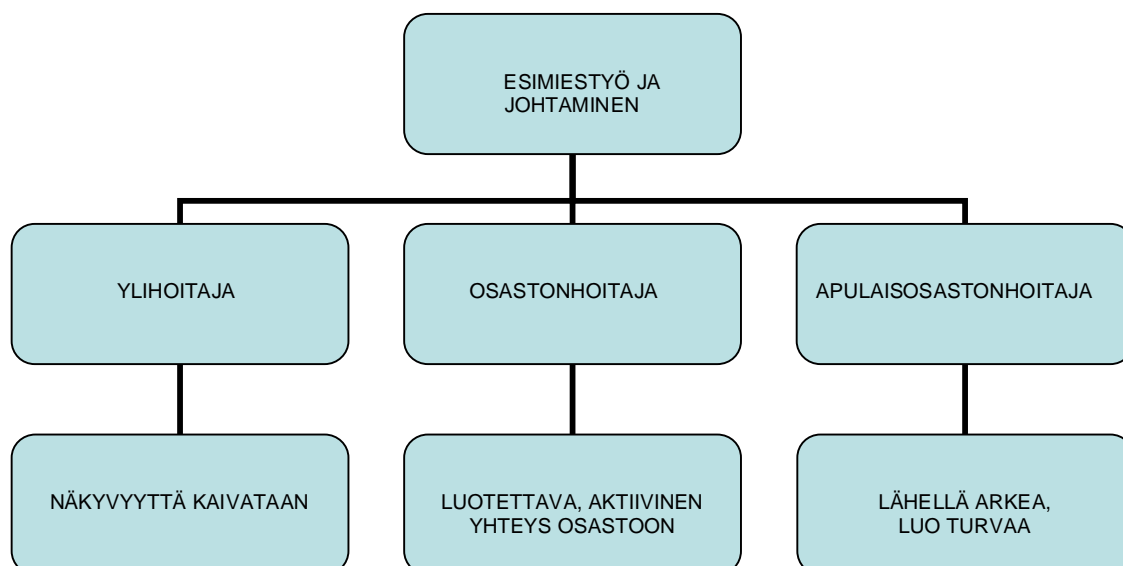 ESIMIESTYÖ JA
JOHTAMINEN
YLIHOITAJA
OSASTONHOITAJA
APULAISOSASTONHOITAJA
NÄKYVYYTTÄ KAIVATAAN
LUOTETTAVA, AKTIIVINEN
YHTEYS OSASTOON
LÄHELLÄ ARKEA,
LUO TURVAA